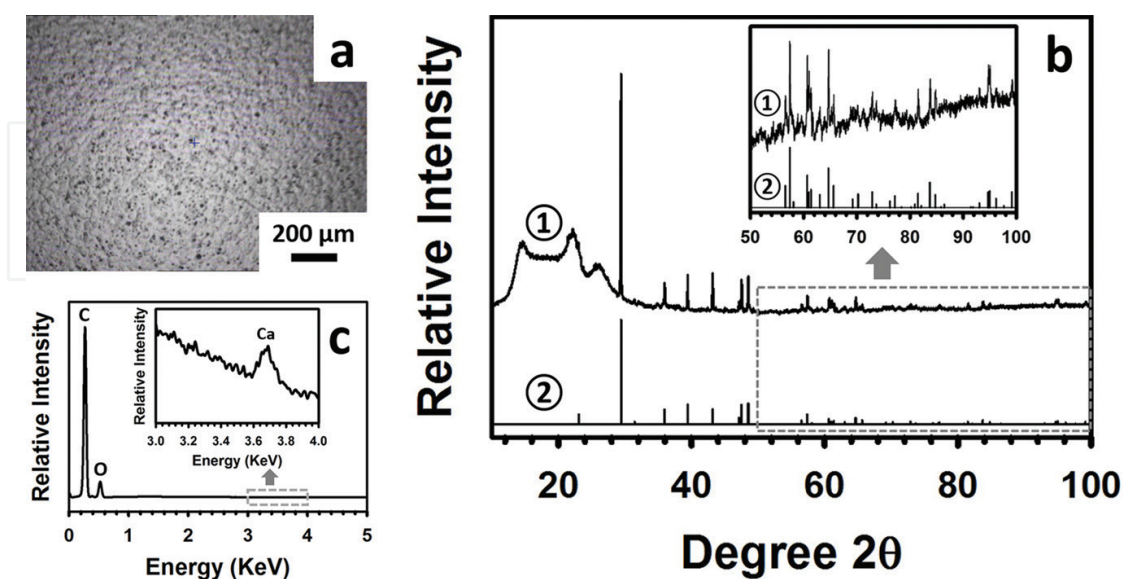 a
200 µm
b
Relative Intensity
①
②
①
②
50 60 70 80 90 100
20 40 60 80 100
Degree 2θ
c
Relative Intensity
C
O
Relative Intensity
Ca
3.0 3.2 3.4 3.6 3.8 4.0
Energy (KeV)
0 1 2 3 4 5
Energy (KeV)